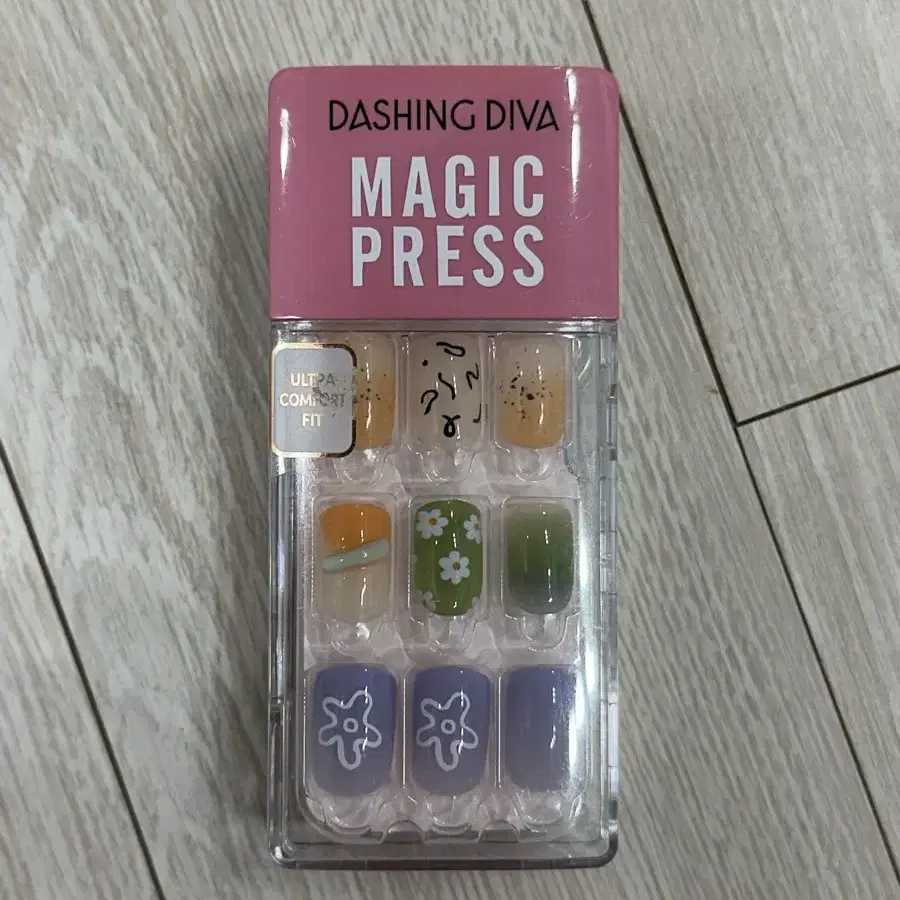 DASHING DIVA
MAGIC
PRESS
ULTRA
COMFORT
FIT